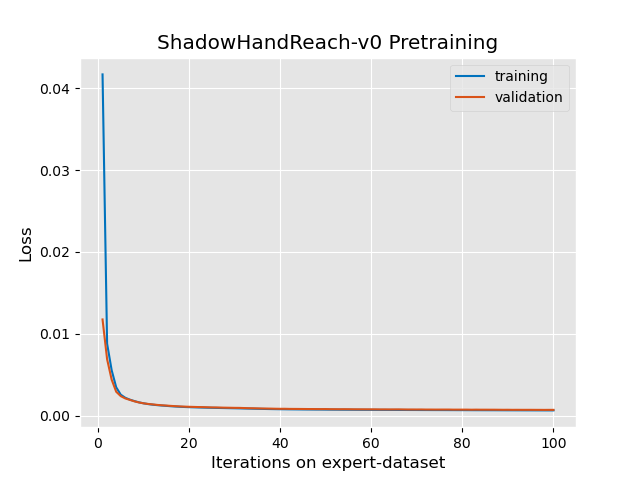 ShadowHandReach-v0 Pretraining
training
validation
Loss
0.04
0.03
0.02
0.01
0.00
0
20
40
60
80
100
Iterations on expert-dataset